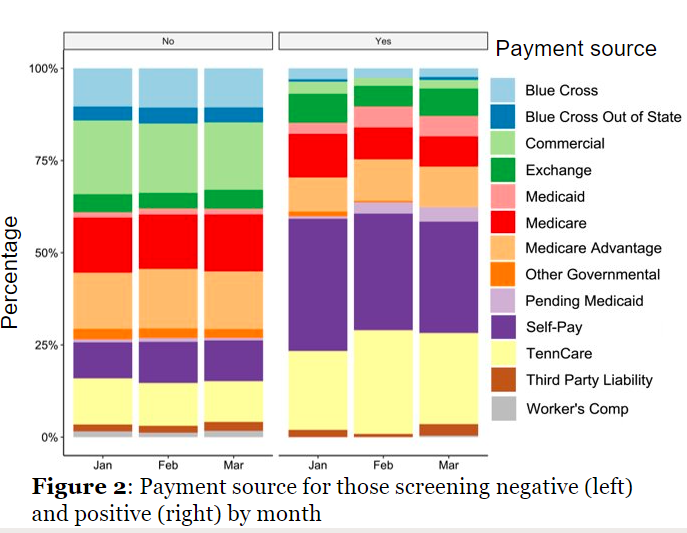 No
Yes
Payment source
100%
75%
50%
25%
0%
Percentage
Jan
Feb
Mar
Jan
Feb
Mar
Blue Cross
Blue Cross Out of State
Commercial
Exchange
Medicaid
Medicare
Medicare Advantage
Other Governmental
Pending Medicaid
Self-Pay
TennCare
Third Party Liability
Worker's Comp
Figure 2: Payment source for those screening negative (left)
and positive (right) by month